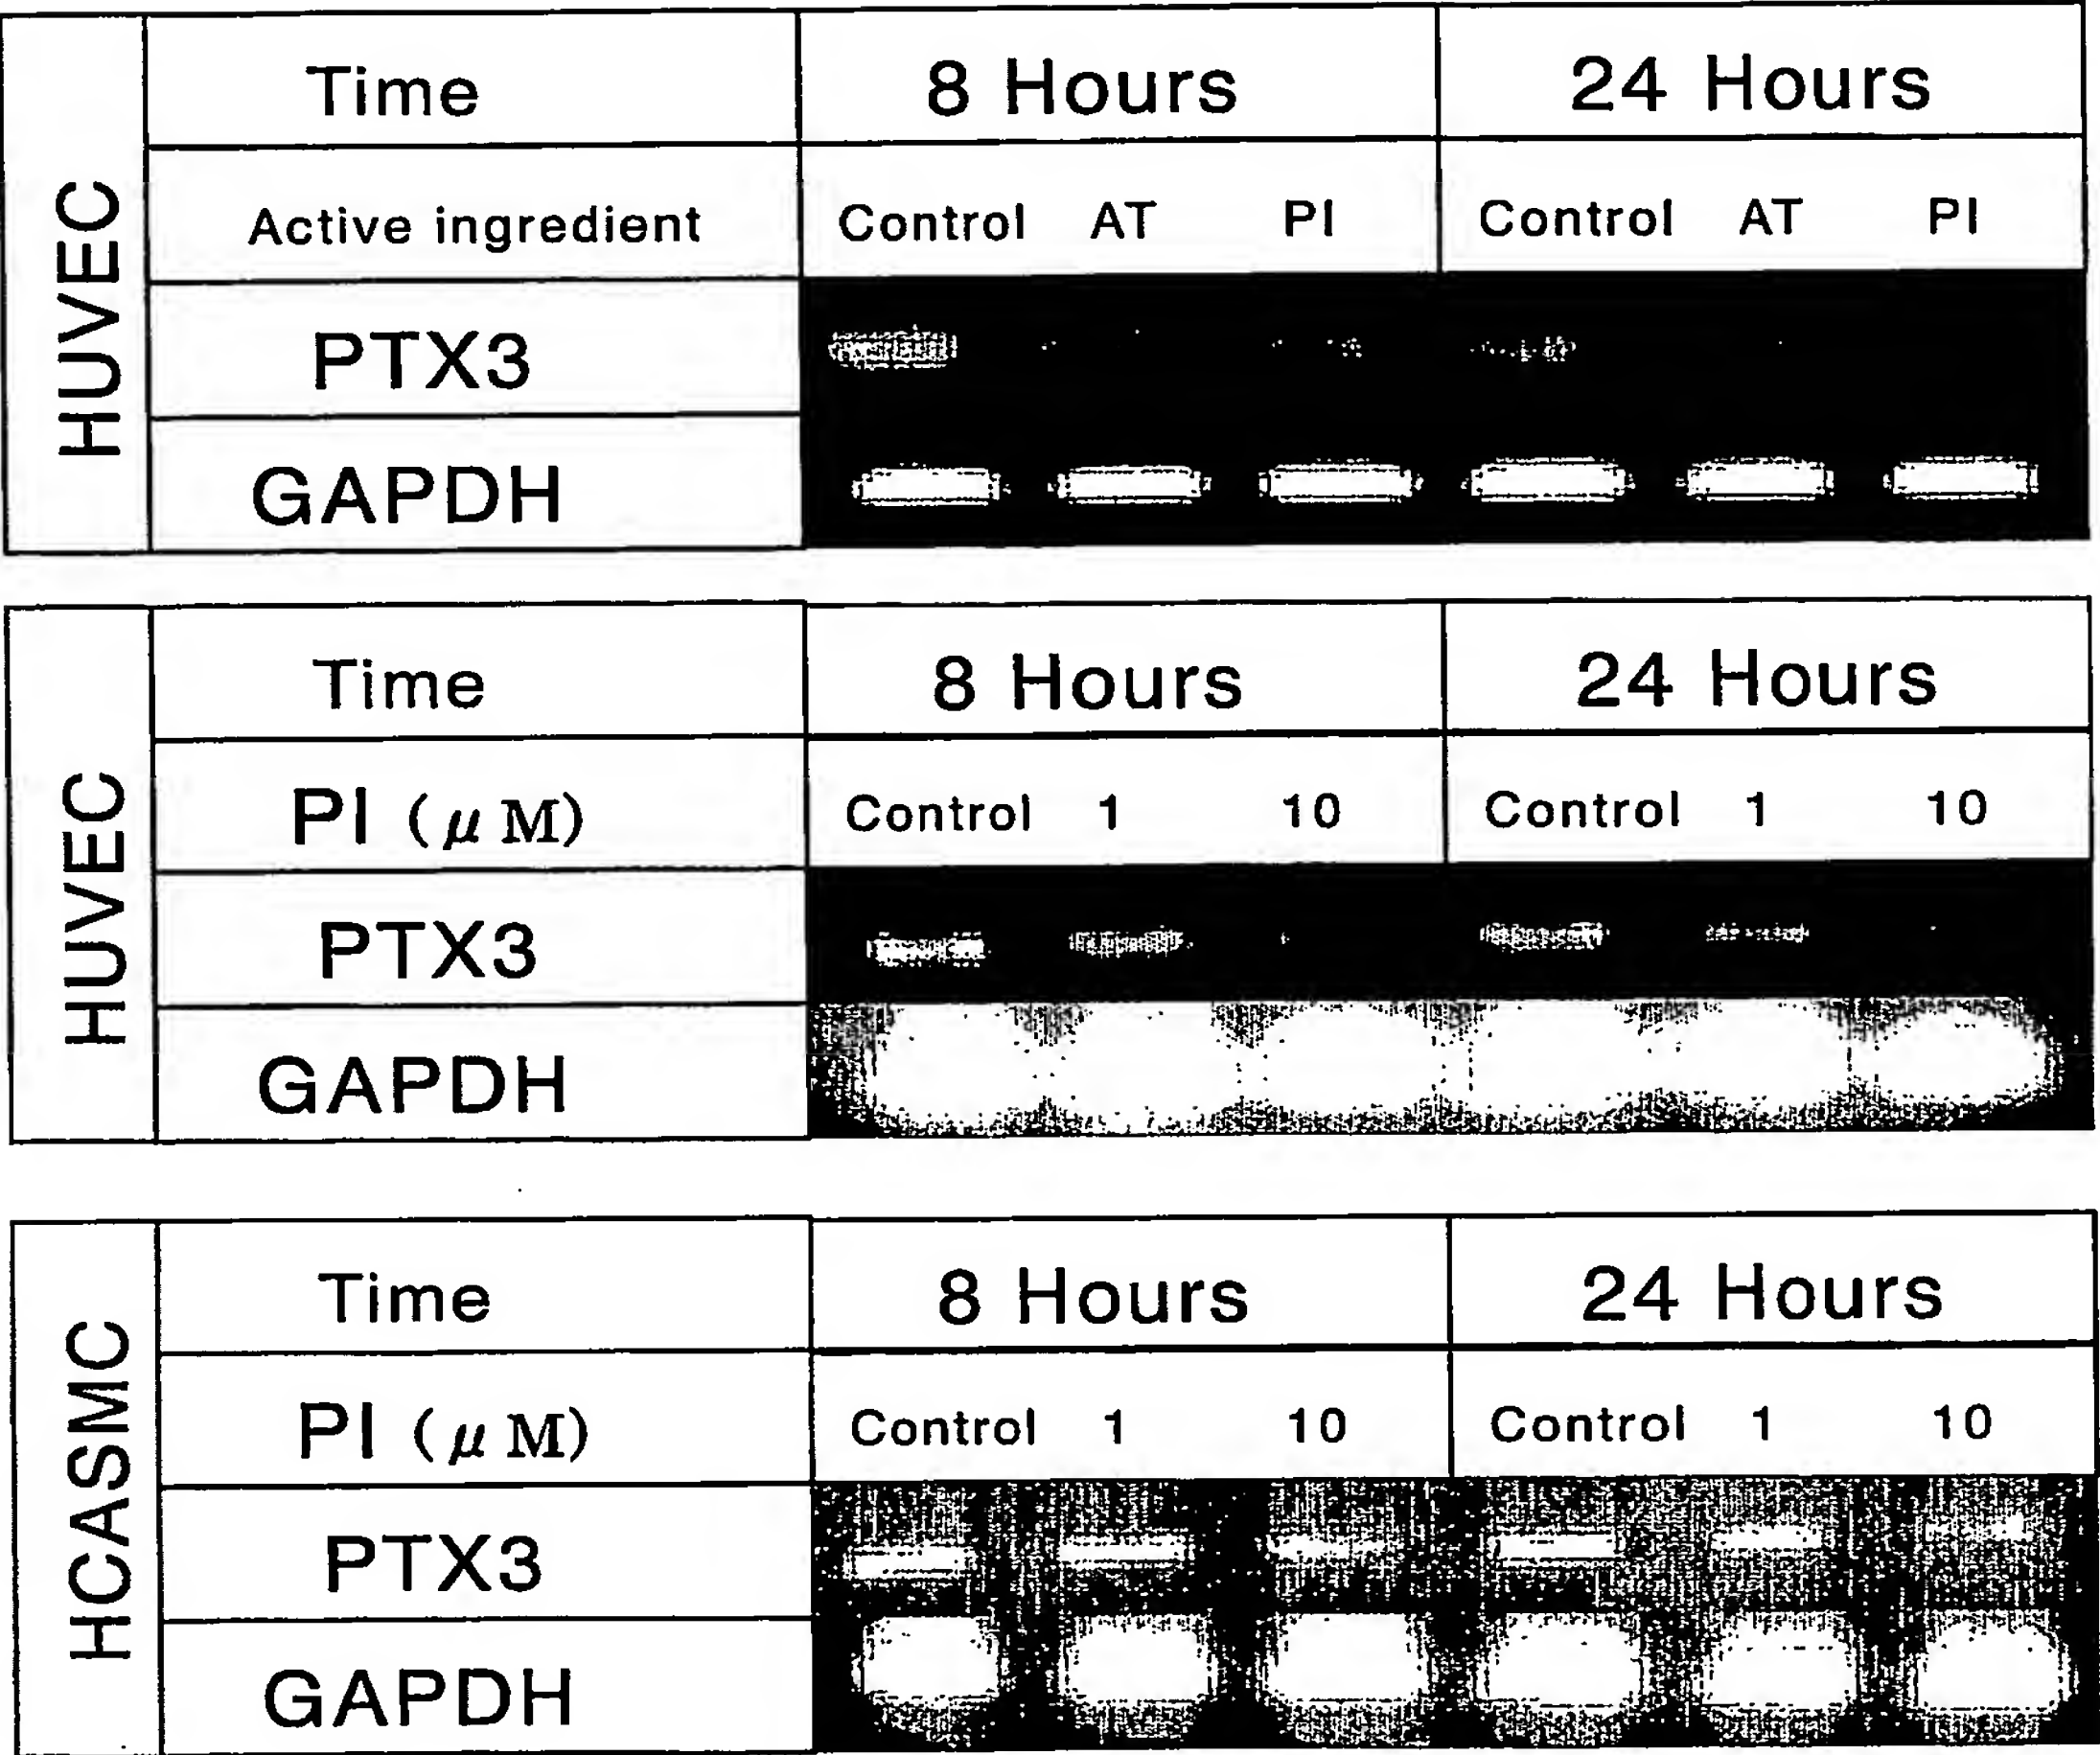 HUVEC
Time 8 Hours 24 Hours
Active ingredient Control AT PI Control AT PI
PTX3
GAPDH
HUVEC
Time 8 Hours 24 Hours
PI (μM) Control 1 10 Control 1 10
PTX3
GAPDH
HCASMC
Time 8 Hours 24 Hours
PI (μM) Control 1 10 Control 1 10
PTX3
GAPDH